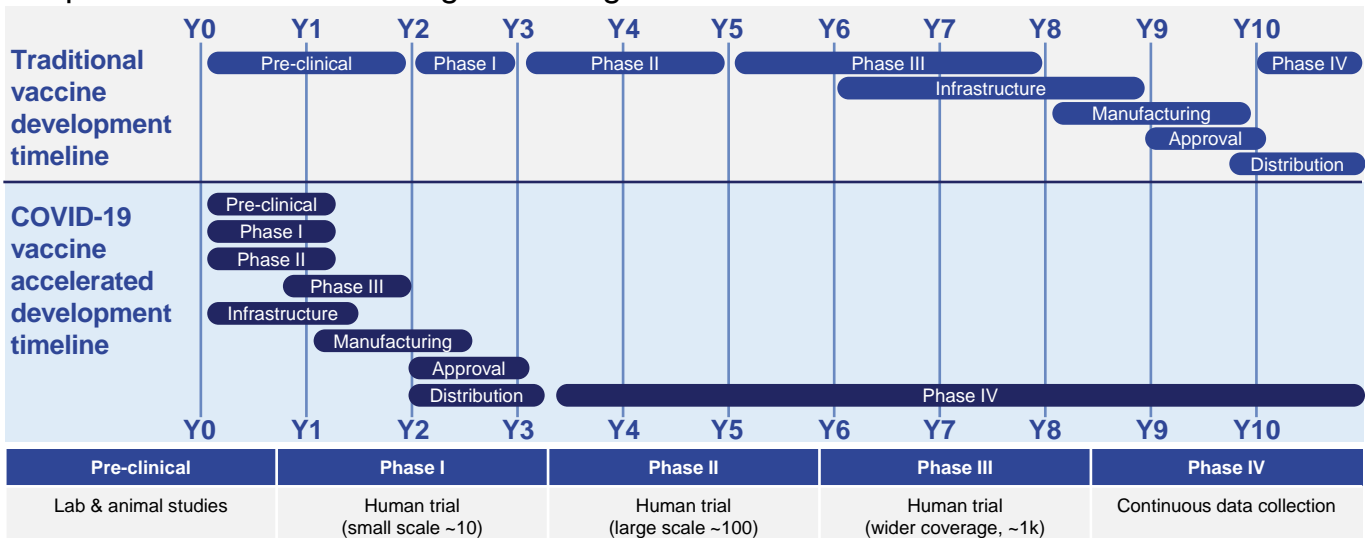 Y0 Y1 Y2 Y3 Y4 Y5 Y6 Y7 Y8 Y9 Y10
Traditional
vaccine
development
timeline
Pre-clinical Phase I Phase II Phase III Phase IV
Infrastructure
Manufacturing
Approval
Distribution
COVID-19
vaccine
accelerated
development
timeline
Pre-clinical
Phase I
Phase II
Phase III
Infrastructure
Manufacturing
Approval
Distribution Phase IV
Y0 Y1 Y2 Y3 Y4 Y5 Y6 Y7 Y8 Y9 Y10
Pre-clinical Phase I Phase II Phase III Phase IV
Lab & animal studies Human trial Human trial Human trial Continuous data collection
(small scale ~10) (large scale ~100) (wider coverage, ~1k)